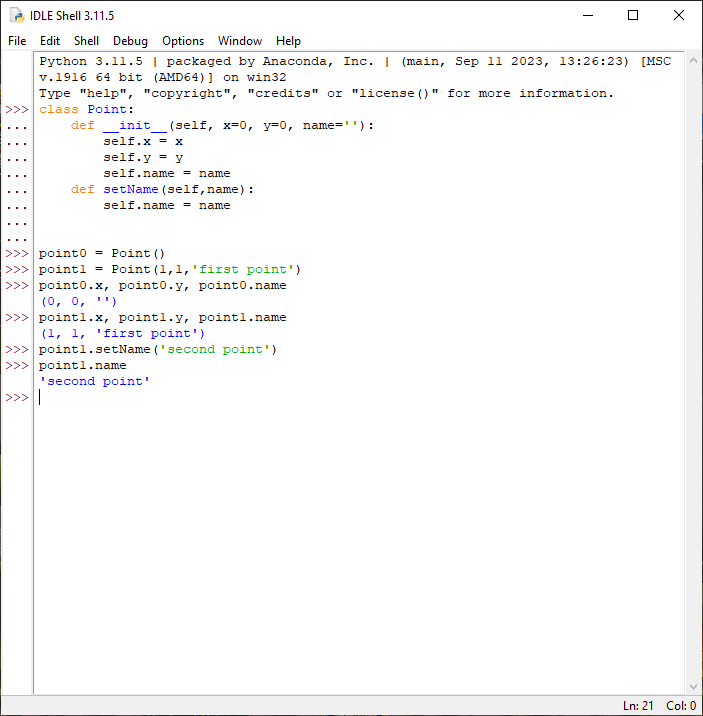 IDLE Shell 3.11.5
File Edit Shell Debug Options Window Help
Python 3.11.5 | packaged by Anaconda, Inc. | (main, Sep 11 2023, 13:26:23) [MSC
v.1916 64 bit (AMD64)] on win32
Type "help", "copyright", "credits" or "license()" for more information.
>>> class Point:
...     def __init__(self, x=0, y=0, name=''):
...         self.x = x
...         self.y = y
...         self.name = name
...     def setName(self,name):
...         self.name = name
...
...
>>> point0 = Point()
>>> point1 = Point(1,1,'first point')
>>> point0.x, point0.y, point0.name
(0, 0, '')
>>> point1.x, point1.y, point1.name
(1, 1, 'first point')
>>> point1.setName('second point')
>>> point1.name
'second point'
>>>
Ln: 21 Col: 0